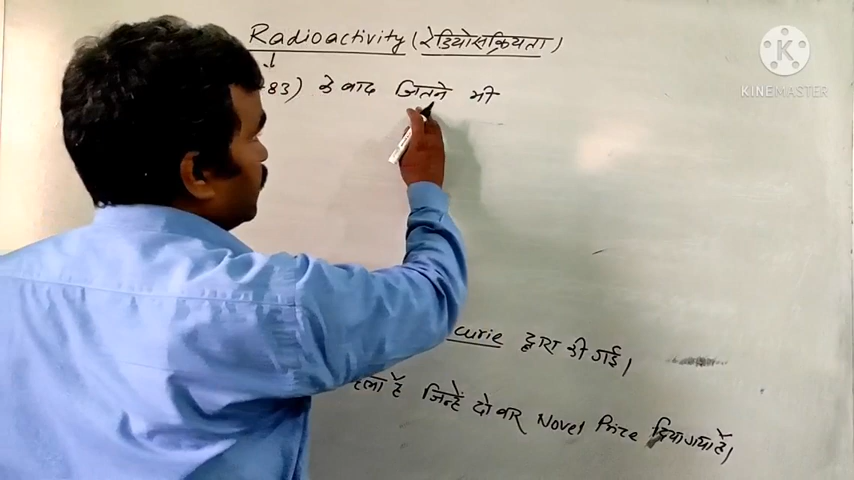 Radioactivity (रेडियोसक्रियता)
83) के बाद जितने भी
curie द्वारा की गई।
है जिन्हें दो बार Novel Prize दिया गया है।
K
KINEMASTER